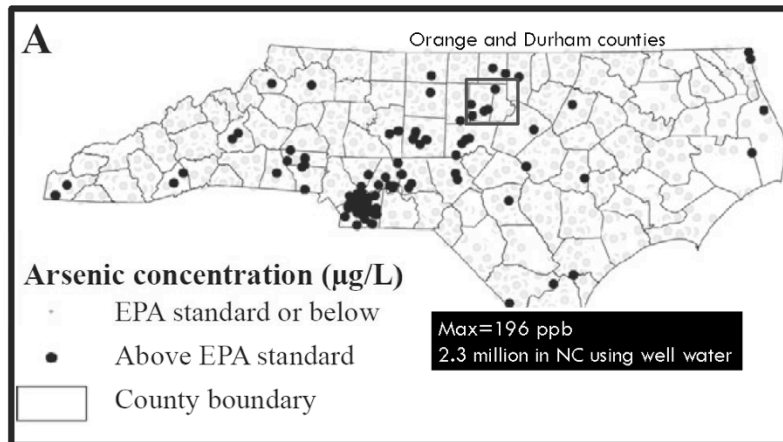 A
Orange and Durham counties
Arsenic concentration (µg/L)
EPA standard or below
Above EPA standard
County boundary
Max=196 ppb
2.3 million in NC using well water